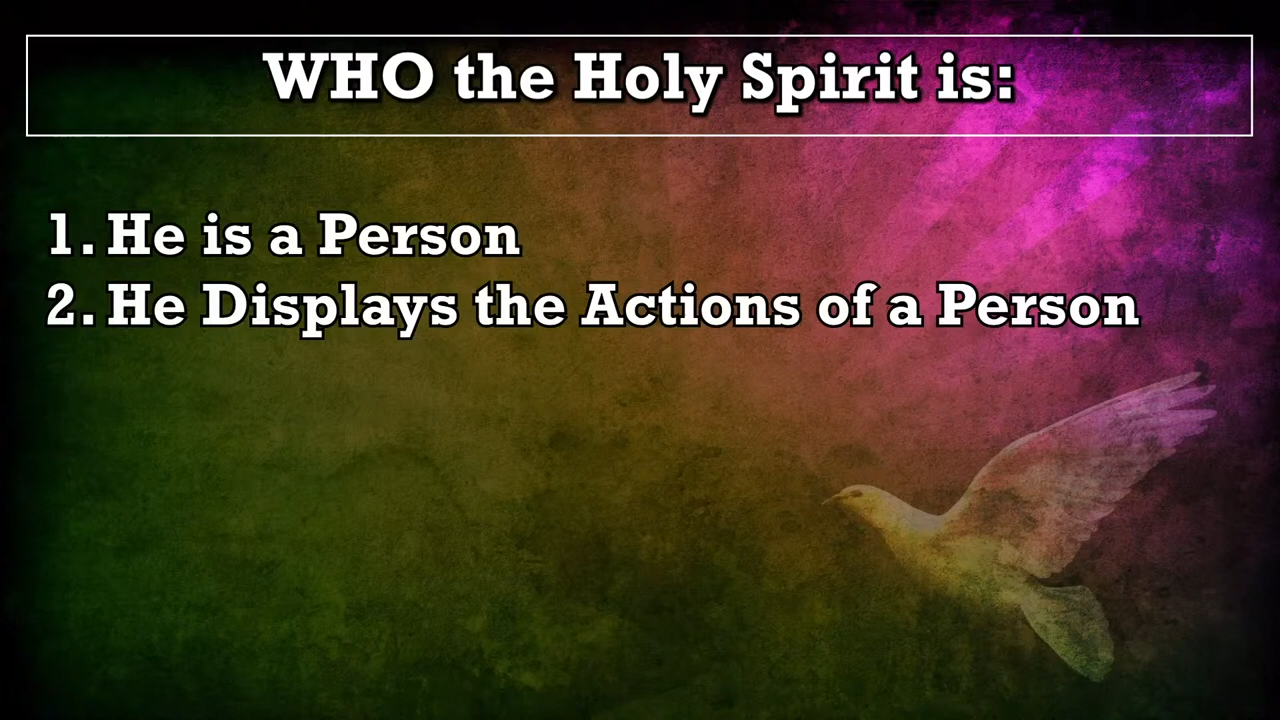 WHO the Holy Spirit is:
1. He is a Person
2. He Displays the Actions of a Person